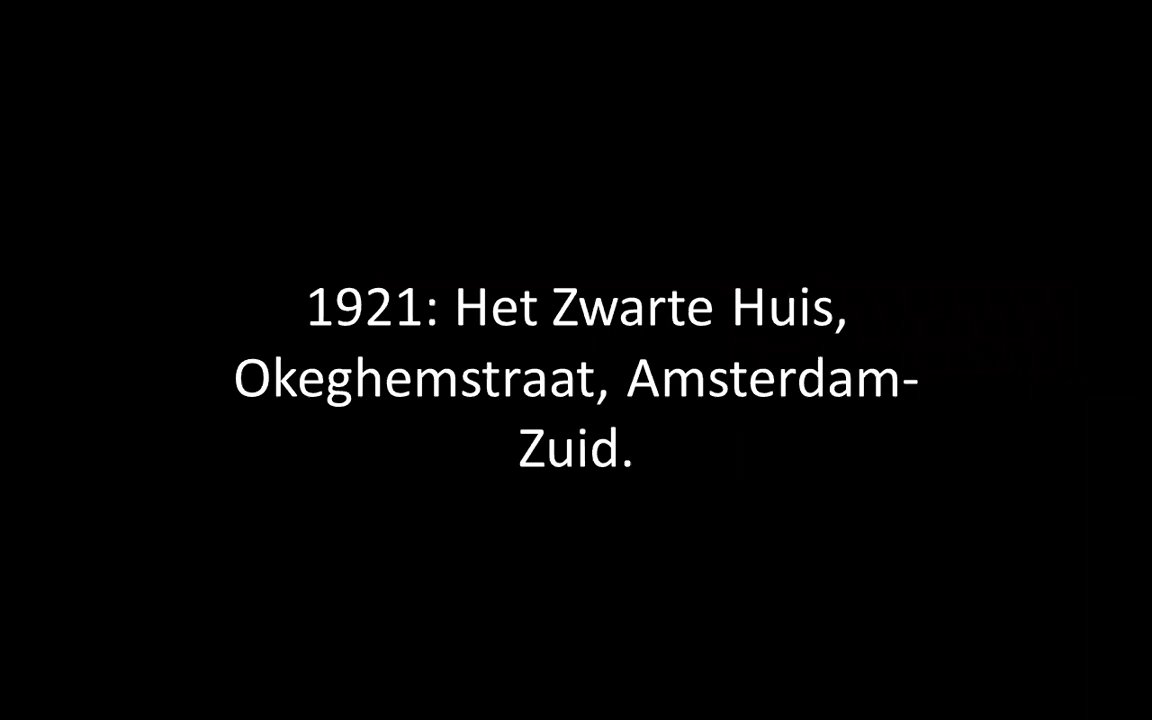 1921: Het Zwarte Huis,
Okeghemstraat, Amsterdam-
Zuid.